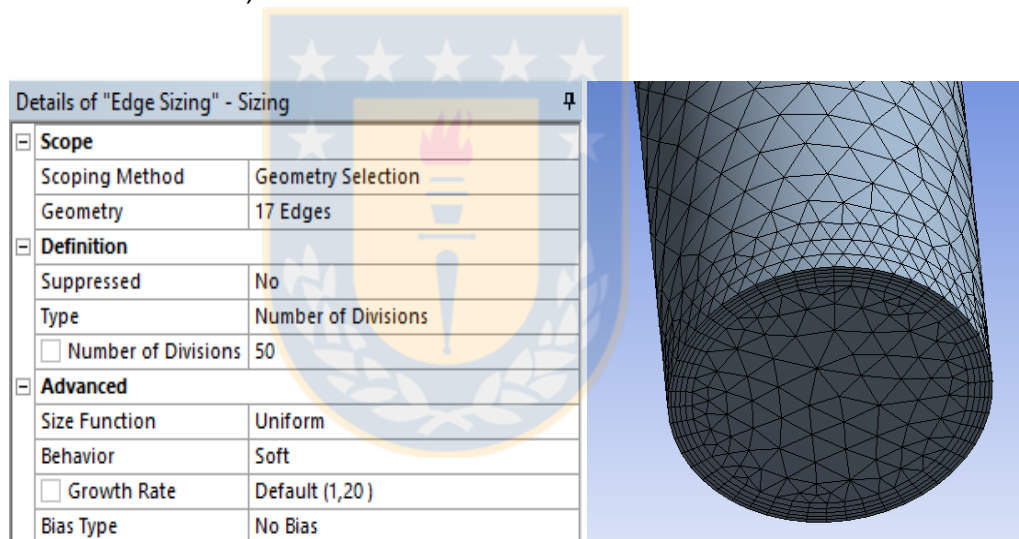 Details of "Edge Sizing" - Sizing
Scope
Scoping Method Geometry Selection
Geometry 17 Edges
Definition
Suppressed No
Type Number of Divisions
Number of Divisions 50
Advanced
Size Function Uniform
Behavior Soft
Growth Rate Default (1,20 )
Bias Type No Bias